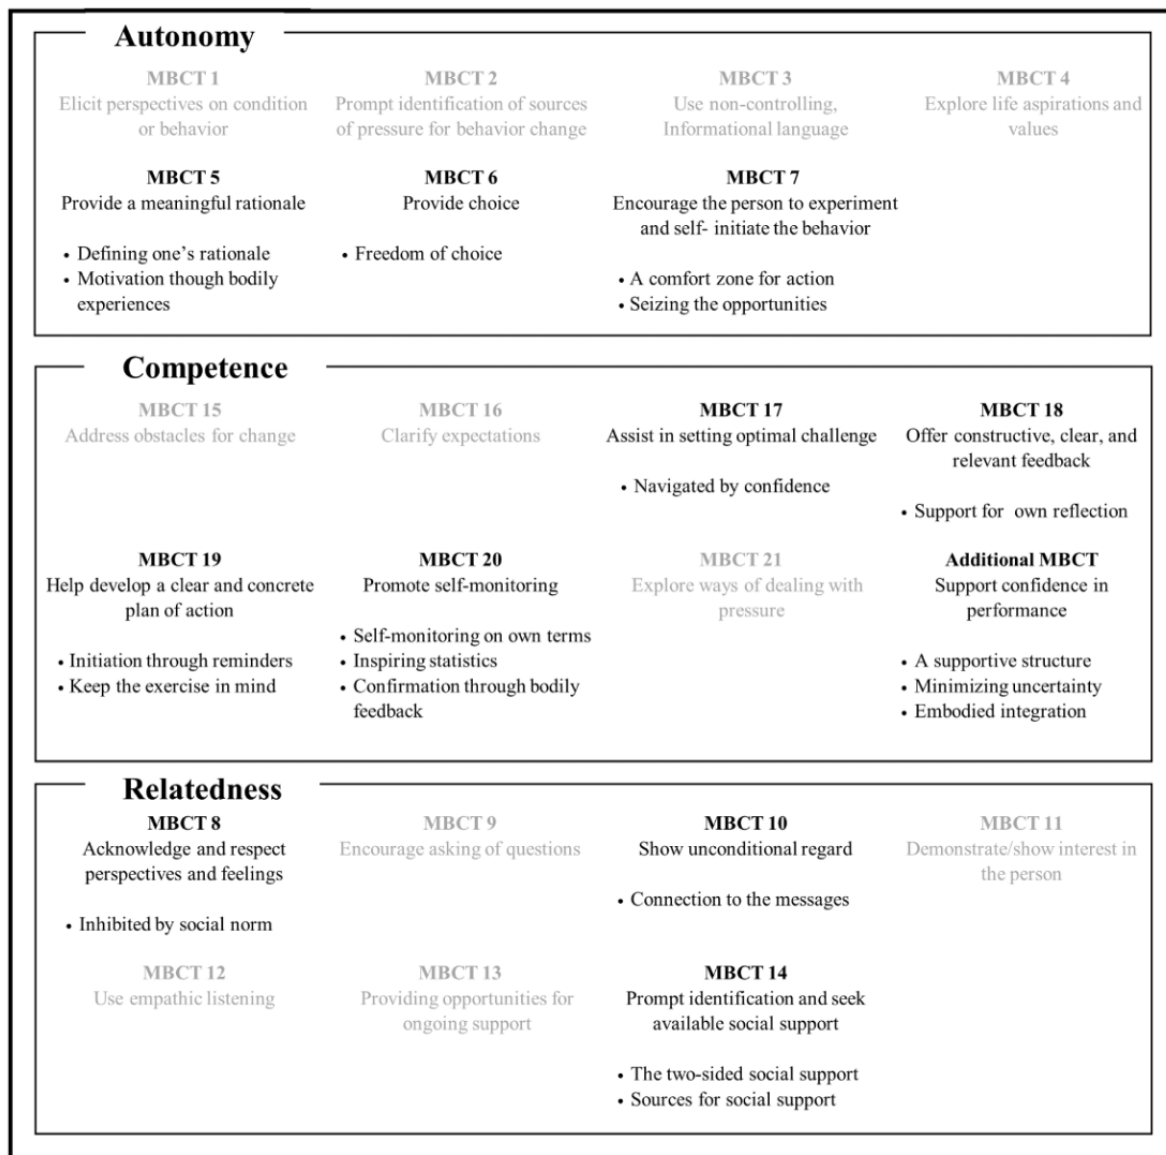 Autonomy
MBCT 1
Elicit perspectives on condition
or behavior
MBCT 2
Prompt identification of sources
of pressure for behavior change
MBCT 3
Use non-controlling,
Informational language
MBCT 4
Explore life aspirations and
values
MBCT 5
Provide a meaningful rationale
• Defining one's rationale
• Motivation though bodily
experiences
MBCT 6
Provide choice
• Freedom of choice
MBCT 7
Encourage the person to experiment
and self- initiate the behavior
• A comfort zone for action
• Seizing the opportunities
Competence
MBCT 15
Address obstacles for change
MBCT 16
Clarify expectations
MBCT 17
Assist in setting optimal challenge
• Navigated by confidence
MBCT 18
Offer constructive, clear, and
relevant feedback
• Support for own reflection
MBCT 19
Help develop a clear and concrete
plan of action
• Initiation through reminders
• Keep the exercise in mind
MBCT 20
Promote self-monitoring
• Self-monitoring on own terms
• Inspiring statistics
• Confirmation through bodily
feedback
MBCT 21
Explore ways of dealing with
pressure
Additional MBCT
Support confidence in
performance
• A supportive structure
• Minimizing uncertainty
• Embodied integration
Relatedness
MBCT 8
Acknowledge and respect
perspectives and feelings
• Inhibited by social norm
MBCT 9
Encourage asking of questions
MBCT 10
Show unconditional regard
• Connection to the messages
MBCT 11
Demonstrate/show interest in
the person
MBCT 12
Use empathic listening
MBCT 13
Providing opportunities for
ongoing support
MBCT 14
Prompt identification and seek
available social support
• The two-sided social support
• Sources for social support